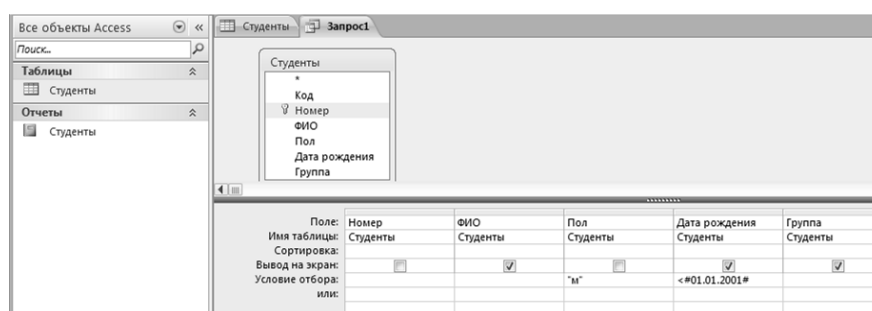 Все объекты Access
Поиск...
Таблицы
Студенты
Отчеты
Студенты
Студенты
Запрос1
Студенты
*
Код
Номер
ФИО
Пол
Дата рождения
Группа
Поле: Номер ФИО Пол Дата рождения Группа
Имя таблицы: Студенты Студенты Студенты Студенты Студенты
Сортировка:
Вывод на экран:
Условие отбора: "м" <#01.01.2001#
или: